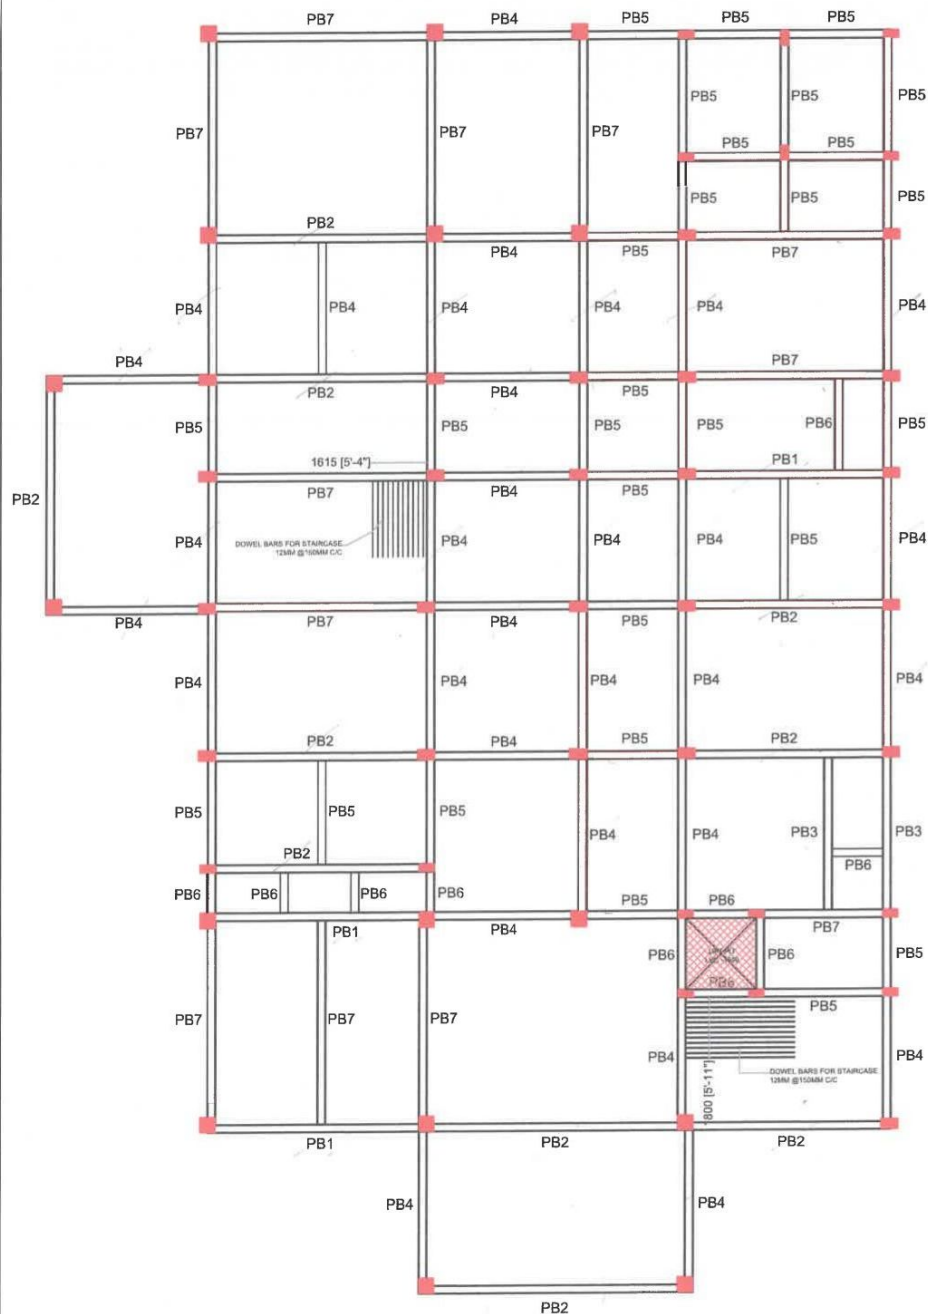 PB7 PB4 PB5 PB5 PB5
PB5 PB5 PB5
PB7 PB7 PB7
PB5 PB5
PB5 PB5 PB5
PB2
PB4 PB5 PB7
PB4 PB4 PB4 PB4 PB4 PB4
PB4 PB7
PB2 PB4 PB5
PB5 PB5 PB5 PB5 PB6 PB5
1615 [5'-4"] PB1
PB2 PB7 PB4 PB5
PB4 PB4 PB4 PB4 PB5 PB4
DOWEL BARS FOR STAIRCASE
12MM @150MM C/C
PB4 PB7 PB4 PB5 PB2
PB4 PB4 PB4 PB4 PB4
PB2 PB4 PB5 PB2
PB5 PB5 PB5 PB4 PB4 PB3 PB3
PB2 PB6
PB6 PB6 PB6 PB6 PB5 PB6
PB1 PB4 PB7
PB6 PB6 PB5
PB6
PB5
PB7 PB7 PB7
PB4 PB4
DOWEL BARS FOR STAIRCASE
12MM @150MM C/C
1800 [5'-11"]
PB1 PB2 PB2
PB4 PB4
PB2